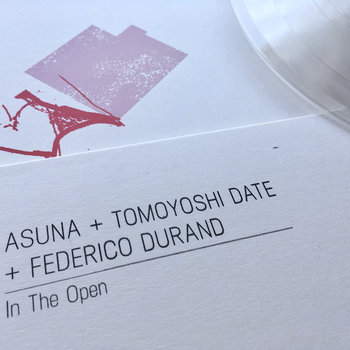 ASUNA + TOMOYOSHI DATE
+ FEDERICO DURAND
In The Open